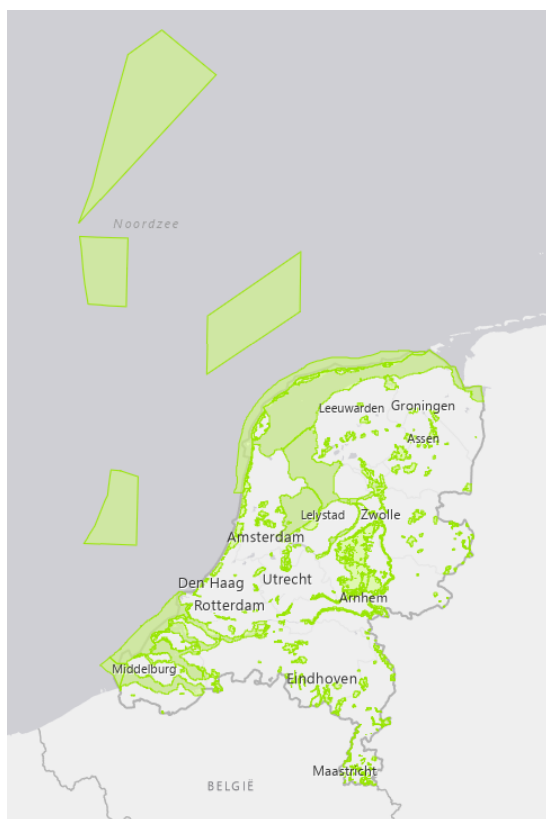 Noordzee
Leeuwarden
Groningen
Assen
Lelystad
Zwolle
Amsterdam
Utrecht
Den Haag
Arnhem
Rotterdam
Middelburg
Eindhoven
Maastricht
BELGIË